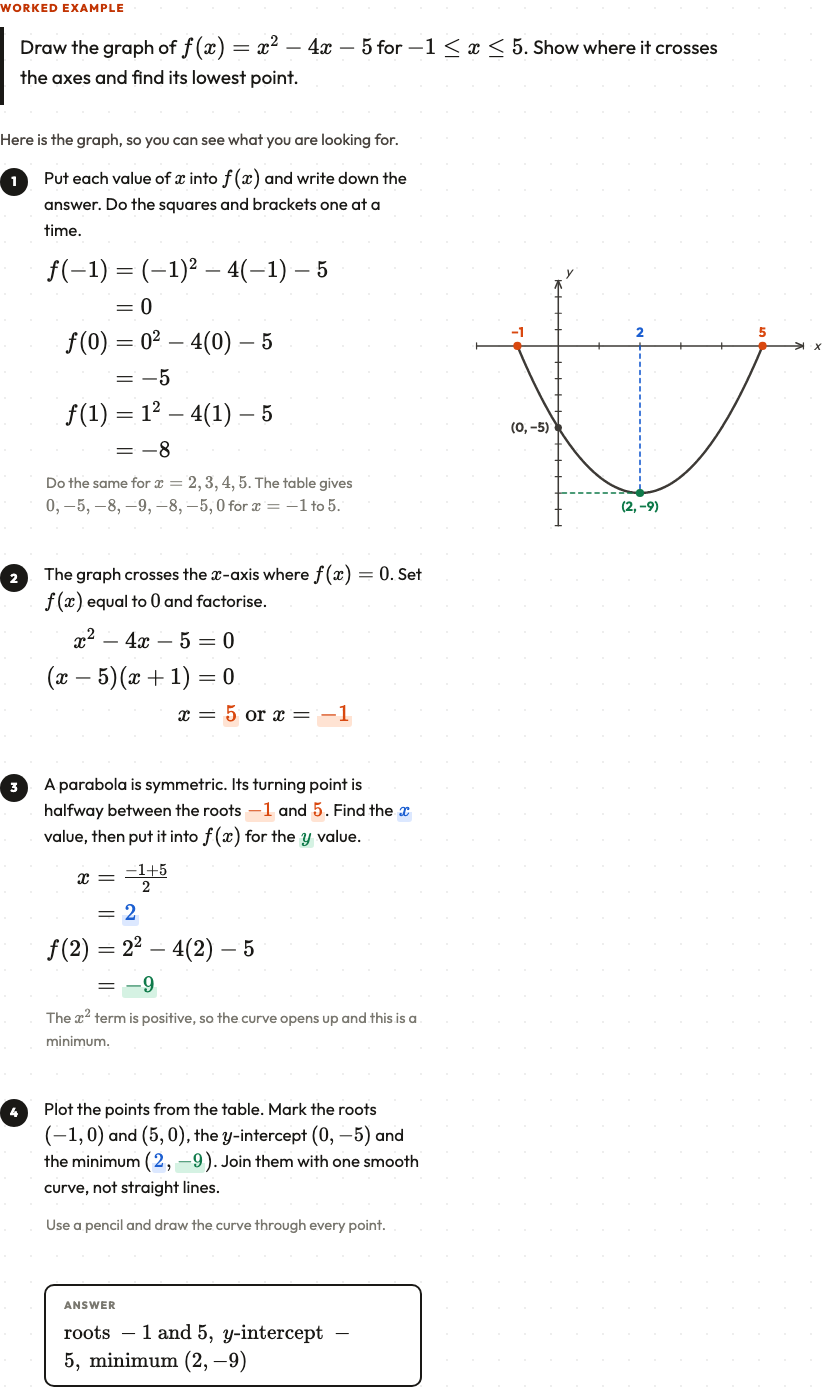 WORKED EXAMPLE
Draw the graph of f(x) = x² − 4x − 5 for −1 ≤ x ≤ 5. Show where it crosses
the axes and find its lowest point.
Here is the graph, so you can see what you are looking for.
1
Put each value of x into f(x) and write down the
answer. Do the squares and brackets one at a
time.
f(−1) = (−1)² − 4(−1) − 5
= 0
f(0) = 0² − 4(0) − 5
= −5
f(1) = 1² − 4(1) − 5
= −8
Do the same for x = 2, 3, 4, 5. The table gives
0, −5, −8, −9, −8, −5, 0 for x = −1 to 5.
y
−1
2
5
x
(0, −5)
(2, −9)
2
The graph crosses the x-axis where f(x) = 0. Set
f(x) equal to 0 and factorise.
x² − 4x − 5 = 0
(x − 5)(x + 1) = 0
x = 5 or x = −1
3
A parabola is symmetric. Its turning point is
halfway between the roots −1 and 5. Find the x
value, then put it into f(x) for the y value.
x = −1+5
2
= 2
f(2) = 2² − 4(2) − 5
= −9
The x² term is positive, so the curve opens up and this is a
minimum.
4
Plot the points from the table. Mark the roots
(−1, 0) and (5, 0), the y-intercept (0, −5) and
the minimum (2, −9). Join them with one smooth
curve, not straight lines.
Use a pencil and draw the curve through every point.
ANSWER
roots − 1 and 5, y-intercept −
5, minimum (2, −9)